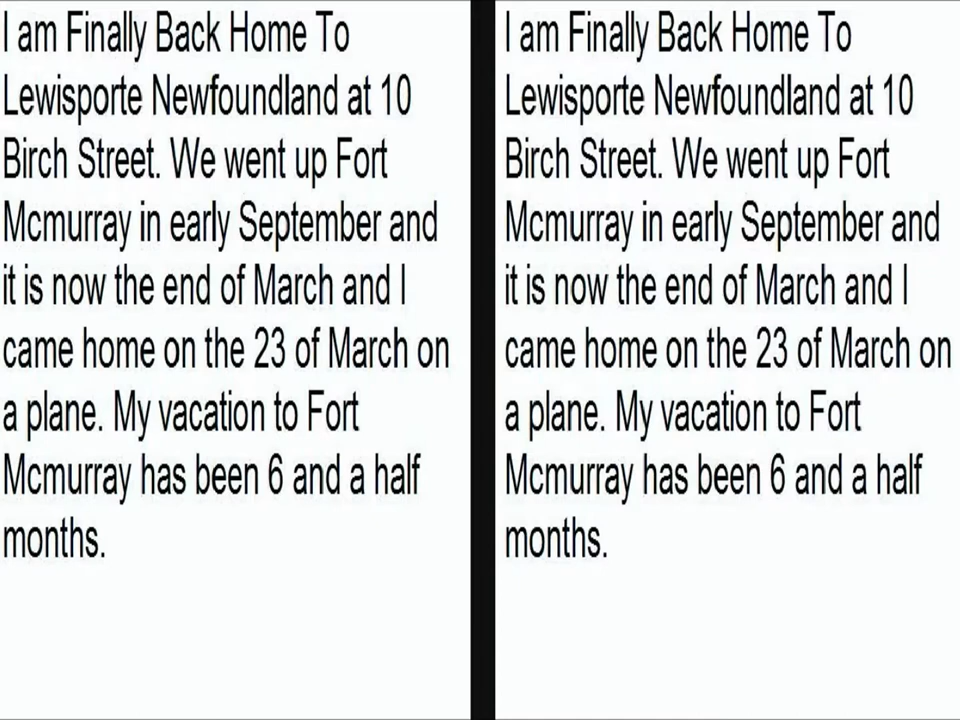 I am Finally Back Home To
Lewisporte Newfoundland at 10
Birch Street. We went up Fort
Mcmurray in early September and
it is now the end of March and I
came home on the 23 of March on
a plane. My vacation to Fort
Mcmurray has been 6 and a half
months.
I am Finally Back Home To
Lewisporte Newfoundland at 10
Birch Street. We went up Fort
Mcmurray in early September and
it is now the end of March and I
came home on the 23 of March on
a plane. My vacation to Fort
Mcmurray has been 6 and a half
months.